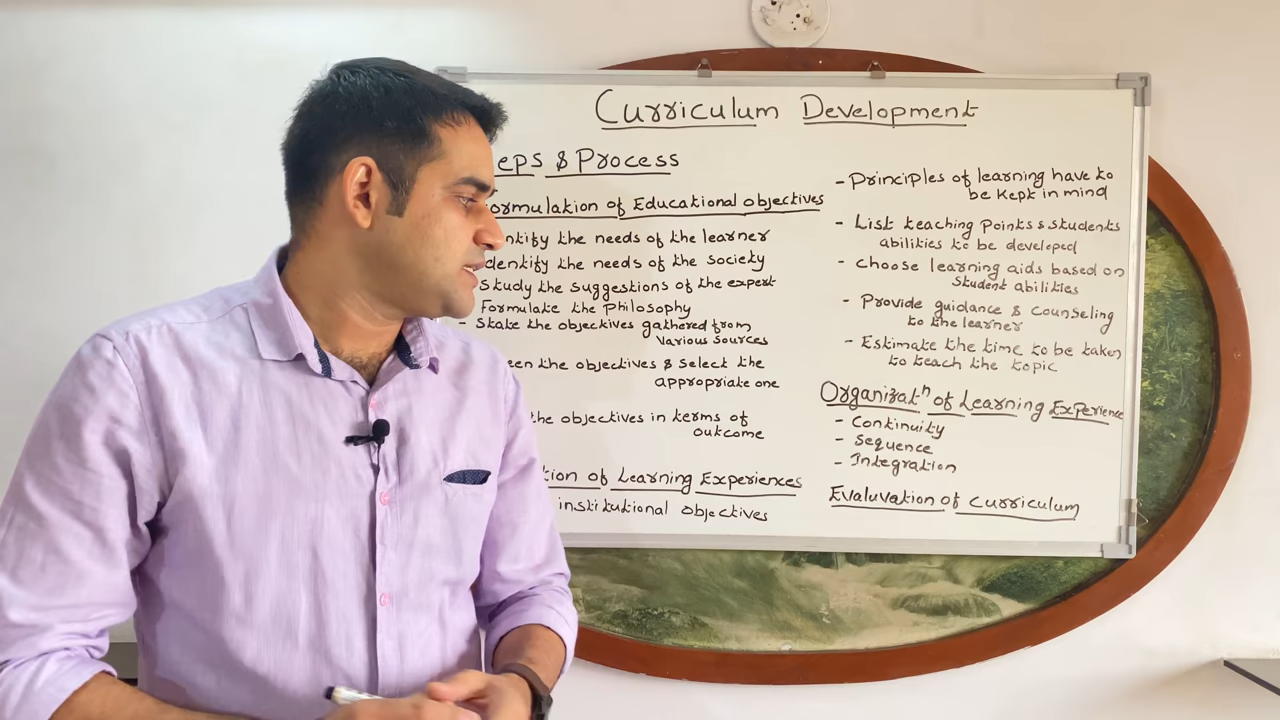 Curriculum Development
eps & Process
ormulation of Educational objectives
ntify the needs of the learner
dentify the needs of the society
Study the suggestions of the expert
Formulate the Philosophy
- State the objectives gathered from
various sources
een the objectives & select the
appropriate one
the objectives in terms of
outcome
tion of Learning Experiences
institutional objectives
- Principles of learning have to
be Kept in mind
- List teaching Points & students
abilities to be developed
- choose learning aids based on
student abilities
- Provide guidance & counseling
to the learner
- Estimate the time to be taken
to teach the topic
Organizatⁿ of Learning Experience
- Continuity
- Sequence
- Integration
Evaluvation of curriculum